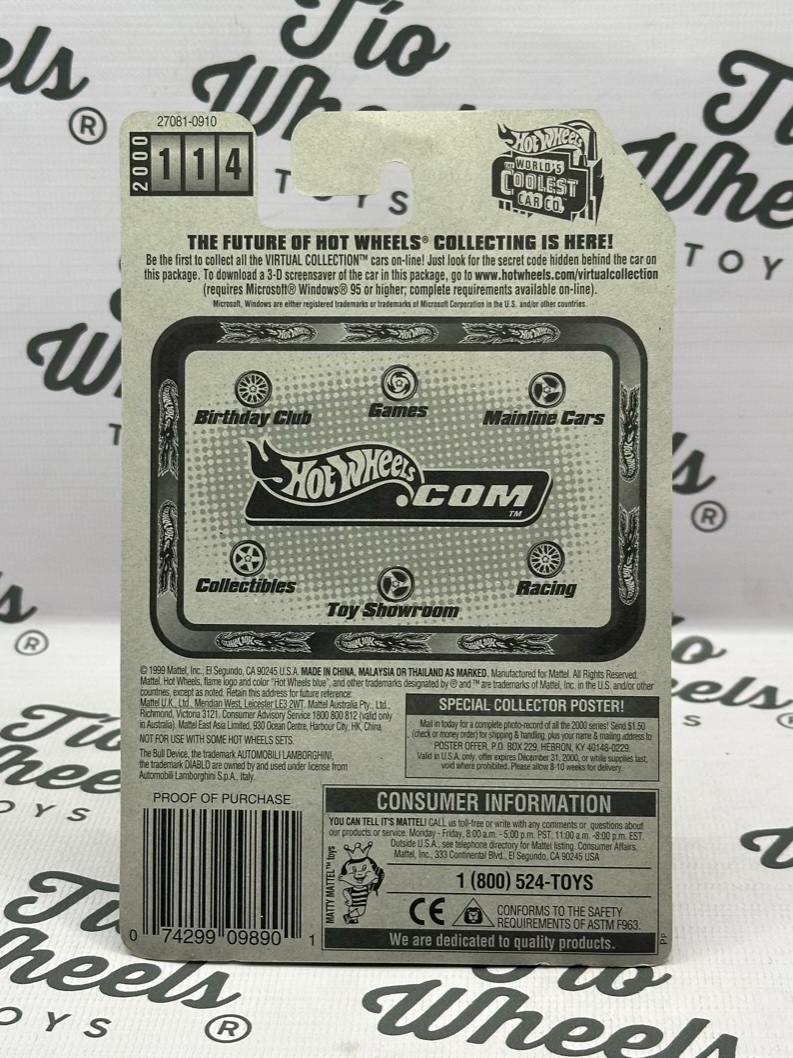 Tio
Wheels
TOYS
®
27081-0910
2000
114
HOT WHEELS
THE WORLD'S
COOLEST
CAR CO.
THE FUTURE OF HOT WHEELS® COLLECTING IS HERE!
Be the first to collect all the VIRTUAL COLLECTION™ cars on-line! Just look for the secret code hidden behind the car on
this package. To download a 3-D screensaver of the car in this package, go to www.hotwheels.com/virtualcollection
(requires Microsoft® Windows® 95 or higher; complete requirements available on-line).
Microsoft, Windows are either registered trademarks or trademarks of Microsoft Corporation in the U.S. and/or other countries.
Birthday Club
Games
Mainline Cars
HOT WHEELS
.COM
TM
Collectibles
Toy Showroom
Racing
© 1999 Mattel, Inc., El Segundo, CA 90245 U.S.A. MADE IN CHINA, MALAYSIA OR THAILAND AS MARKED. Manufactured for Mattel. All Rights Reserved.
Mattel, Hot Wheels, flame logo and color "Hot Wheels blue", and other trademarks designated by ® and ™ are trademarks of Mattel, Inc. in the U.S. and/or other
countries, except as noted. Retain this address for future reference:
Mattel U.K., Ltd., Meridian West, Leicester LE3 2WT. Mattel Australia Pty., Ltd.,
Richmond, Victoria 3121. Consumer Advisory Service 1800 800 812 (valid only
in Australia). Mattel East Asia Limited, 930 Ocean Centre, Harbour City, HK, China.
NOT FOR USE WITH SOME HOT WHEELS SETS.
The Bull Device, the trademark AUTOMOBILI LAMBORGHINI,
the trademark DIABLO are owned by and used under license from
Automobili Lamborghini S.p.A., Italy.
SPECIAL COLLECTOR POSTER!
Mail in today for a complete photo-record of all the 2000 series! Send $1.50
(check or money order) for shipping & handling, plus your name & mailing address to
POSTER OFFER, P.O. BOX 229, HEBRON, KY 40148-0229.
Valid in U.S.A. only, offer expires December 31, 2000, or while supplies last,
void where prohibited. Please allow 8-10 weeks for delivery.
PROOF OF PURCHASE
0 74299 09890 1
CONSUMER INFORMATION
YOU CAN TELL IT'S MATTEL! CALL us toll-free or write with any comments or questions about
our products or service. Monday - Friday, 8:00 a.m. - 5:00 p.m. PST; 11:00 a.m. -8:00 p.m. EST.
Outside U.S.A., see telephone directory for Mattel listing. Consumer Affairs,
Mattel, Inc., 333 Continental Blvd., El Segundo, CA 90245 USA
MATTY MATTEL™ toys
1 (800) 524-TOYS
CE
CONFORMS TO THE SAFETY
REQUIREMENTS OF ASTM F963.
We are dedicated to quality products.
PP